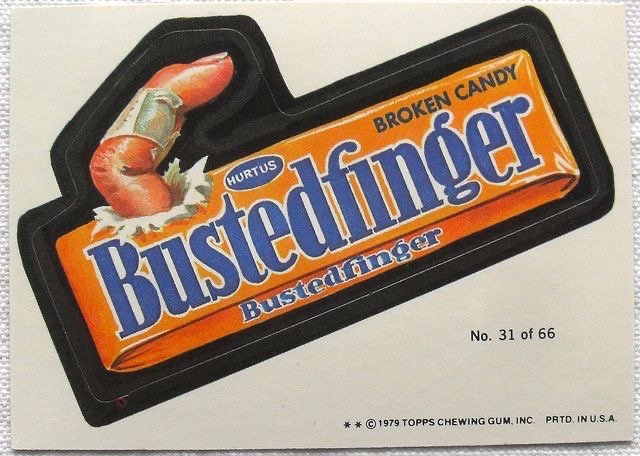 BROKEN CANDY
HURTUS
Bustedfinger
Bustedfinger
No. 31 of 66
** © 1979 TOPPS CHEWING GUM, INC. PRTD. IN U.S.A.